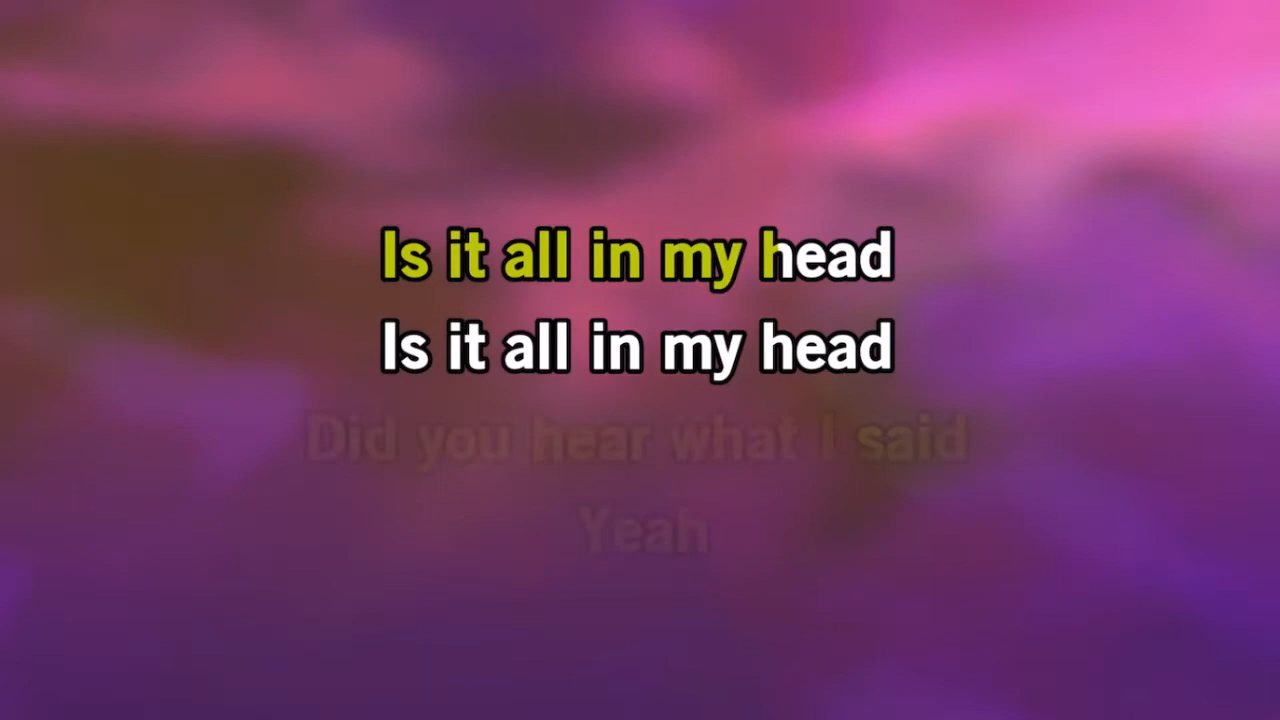 Is it all in my head
Is it all in my head
Did you hear what I said
Yeah